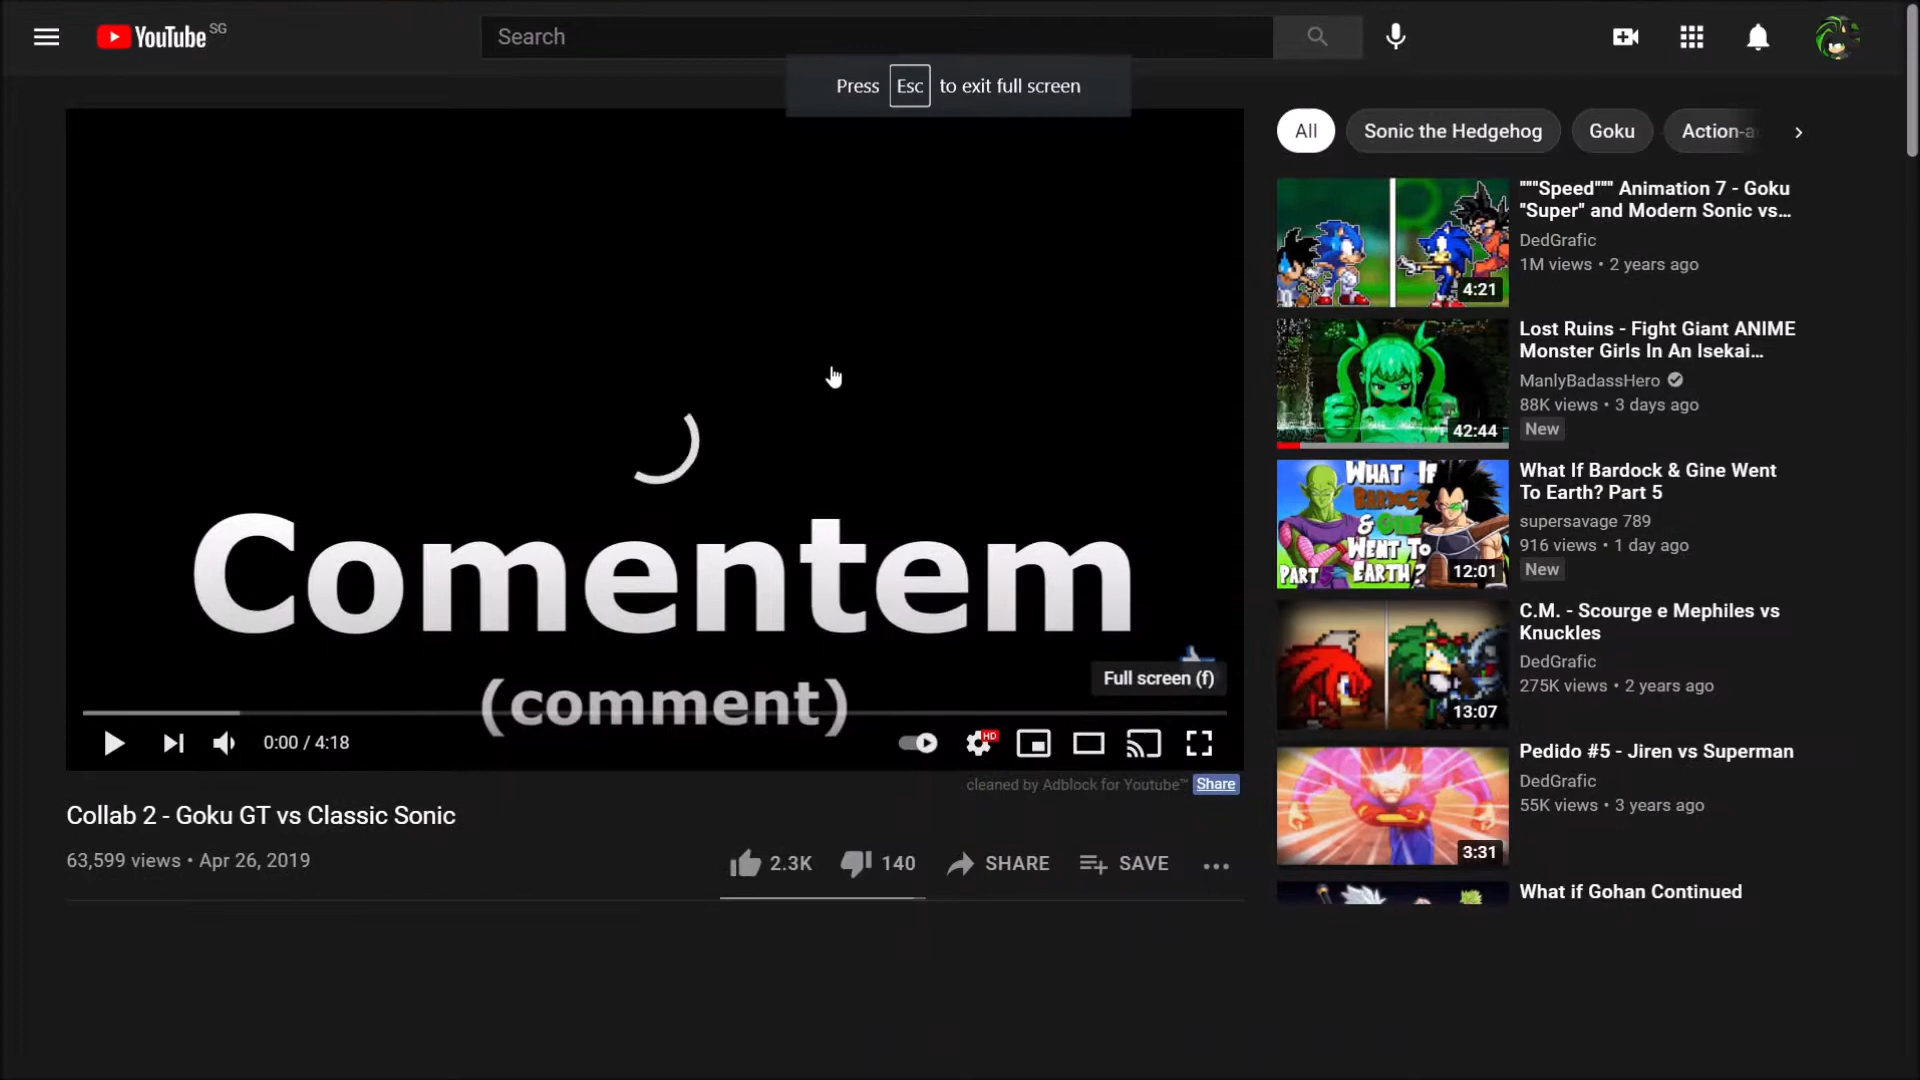 YouTube SG
Search
Press Esc to exit full screen
Comentem
(comment)
Full screen (f)
0:00 / 4:18
HD
cleaned by Adblock for Youtube™ Share
Collab 2 - Goku GT vs Classic Sonic
63,599 views • Apr 26, 2019
2.3K 140 SHARE SAVE
All Sonic the Hedgehog Goku Action-a
4:21
"""Speed""" Animation 7 - Goku
"Super" and Modern Sonic vs...
DedGrafic
1M views • 2 years ago
42:44
Lost Ruins - Fight Giant ANIME
Monster Girls In An Isekai...
ManlyBadassHero
88K views • 3 days ago
New
WHAT IF
BARDOCK
& GINE
WENT TO
EARTH?
PART
12:01
What If Bardock & Gine Went
To Earth? Part 5
supersavage 789
916 views • 1 day ago
New
13:07
C.M. - Scourge e Mephiles vs
Knuckles
DedGrafic
275K views • 2 years ago
3:31
Pedido #5 - Jiren vs Superman
DedGrafic
55K views • 3 years ago
What if Gohan Continued